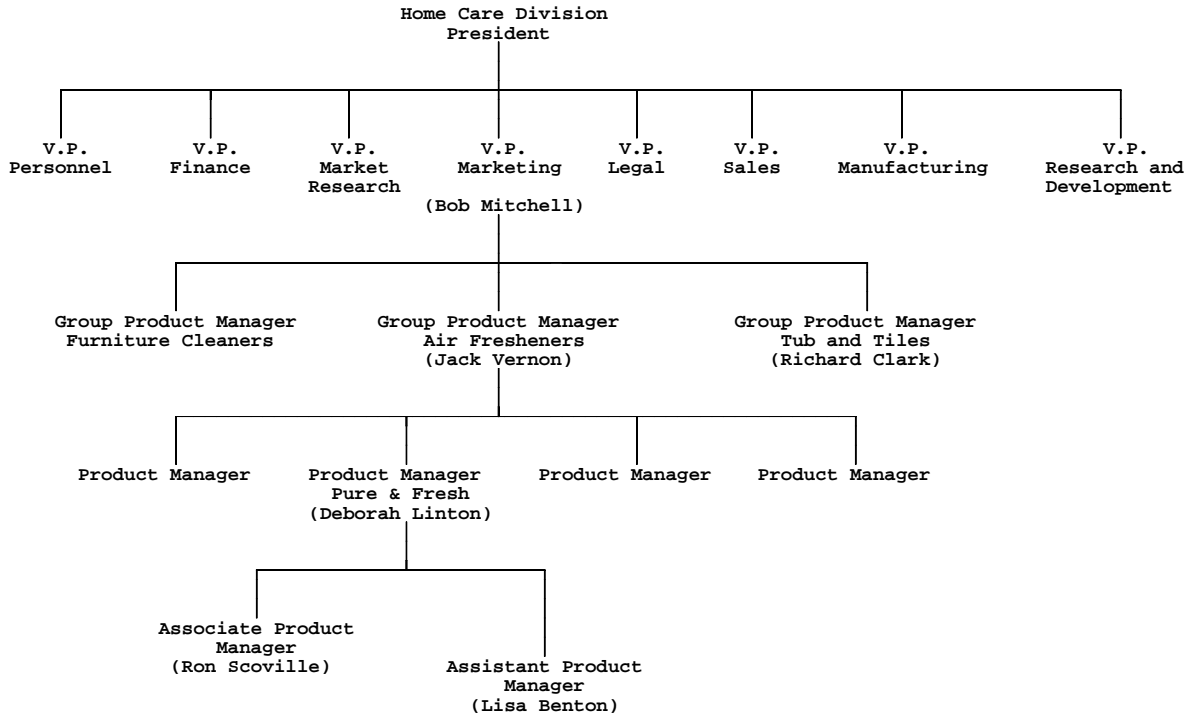 Home Care Division
President
V.P.
Personnel
V.P.
Finance
V.P.
Market
Research
V.P.
Marketing
(Bob Mitchell)
V.P.
Legal
V.P.
Sales
V.P.
Manufacturing
V.P.
Research and
Development
Group Product Manager
Furniture Cleaners
Group Product Manager
Air Fresheners
(Jack Vernon)
Group Product Manager
Tub and Tiles
(Richard Clark)
Product Manager
Product Manager
Pure & Fresh
(Deborah Linton)
Product Manager
Product Manager
Associate Product
Manager
(Ron Scoville)
Assistant Product
Manager
(Lisa Benton)